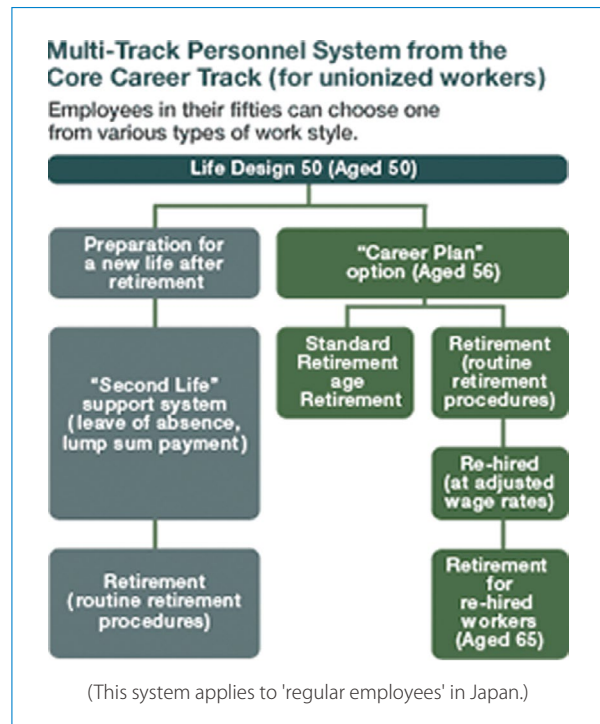 Multi-Track Personnel System from the
Core Career Track (for unionized workers)
Employees in their fifties can choose one
from various types of work style.
Life Design 50 (Aged 50)
Preparation for
a new life after
retirement
"Career Plan"
option (Aged 56)
"Second Life"
support system
(leave of absence,
lump sum payment)
Standard
Retirement
age
Retirement
Retirement
(routine
retirement
procedures)
Re-hired
(at adjusted
wage rates)
Retirement
(routine retirement
procedures)
Retirement
for
re-hired
workers
(Aged 65)
(This system applies to 'regular employees' in Japan.)